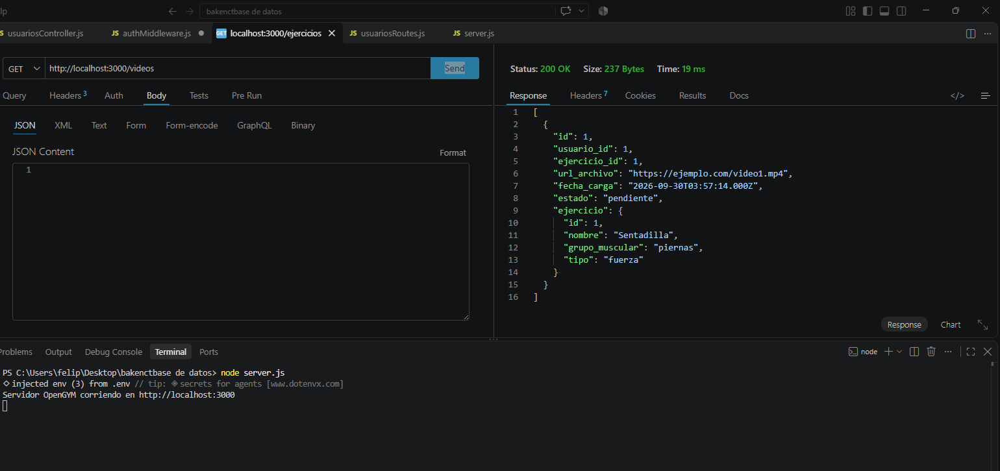 lp
bakenctbase de datos
S usuariosController.js
JS authMiddleware.js
GET localhost:3000/ejercicios
JS usuariosRoutes.js
JS server.js
GET
http://localhost:3000/videos
Send
Query
Headers 3
Auth
Body
Tests
Pre Run
JSON
XML
Text
Form
Form-encode
GraphQL
Binary
JSON Content
Format
1
Status: 200 OK
Size: 237 Bytes
Time: 19 ms
Response
Headers 7
Cookies
Results
Docs
</>
1 [
2 {
3 "id": 1,
4 "usuario_id": 1,
5 "ejercicio_id": 1,
6 "url_archivo": "https://ejemplo.com/video1.mp4",
7 "fecha_carga": "2026-09-30T03:57:14.000Z",
8 "estado": "pendiente",
9 "ejercicio": {
10 "id": 1,
11 "nombre": "Sentadilla",
12 "grupo_muscular": "piernas",
13 "tipo": "fuerza"
14 }
15 }
16 ]
Response
Chart
Problems
Output
Debug Console
Terminal
Ports
node
PS C:\Users\felip\Desktop\bakenctbase de datos> node server.js
injected env (3) from .env // tip: secrets for agents [www.dotenvx.com]
Servidor OpenGYM corriendo en http://localhost:3000